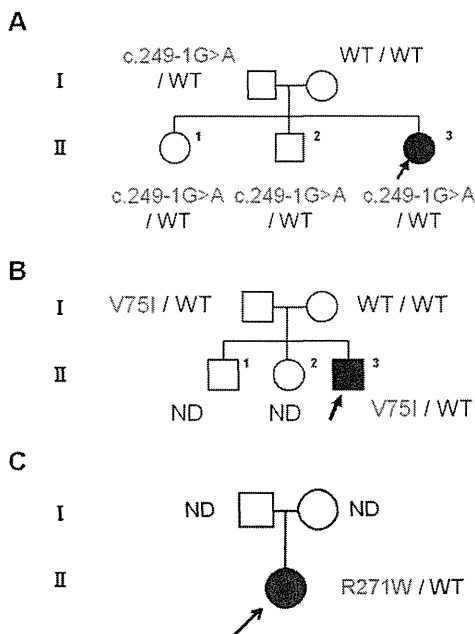 A
c.249-1G>A WT / WT
I / WT
II 1 2 3
c.249-1G>A c.249-1G>A c.249-1G>A
/ WT / WT / WT
B
I V75I / WT WT / WT
II 1 2 3
ND ND V75I / WT
C
I ND ND
II R271W / WT